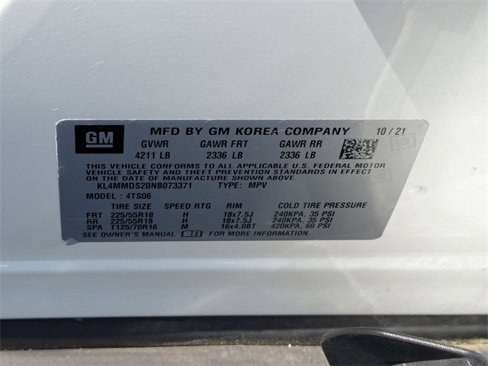 GM MFD BY GM KOREA COMPANY 10/21
GVWR GAWR FRT GAWR RR
4211 LB 2336 LB 2336 LB
THIS VEHICLE CONFORMS TO ALL APPLICABLE U.S. FEDERAL MOTOR
VEHICLE SAFETY, BUMPER, AND THEFT PREVENTION STANDARDS IN EFFECT
ON THE DATE OF MANUFACTURE SHOWN ABOVE.
KL4MMDS20NB073371 TYPE: MPV
MODEL: 4TS06
TIRE SIZE SPEED RTG RIM COLD TIRE PRESSURE
FRT 225/55R18 H 18x7.5J 240KPA, 35 PSI
RR 225/55R18 H 18x7.5J 240KPA, 35 PSI
SPA T125/70R16 M 16x4.0BT 420KPA, 60 PSI
SEE OWNER'S MANUAL